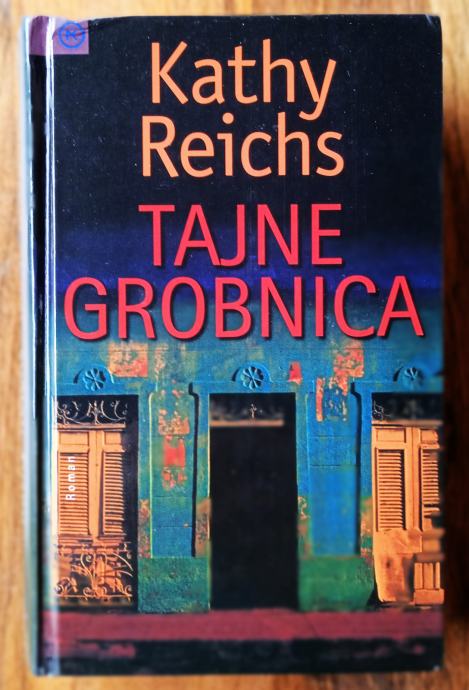 Kathy
Reichs
TAJNE
GROBNICA
Roman